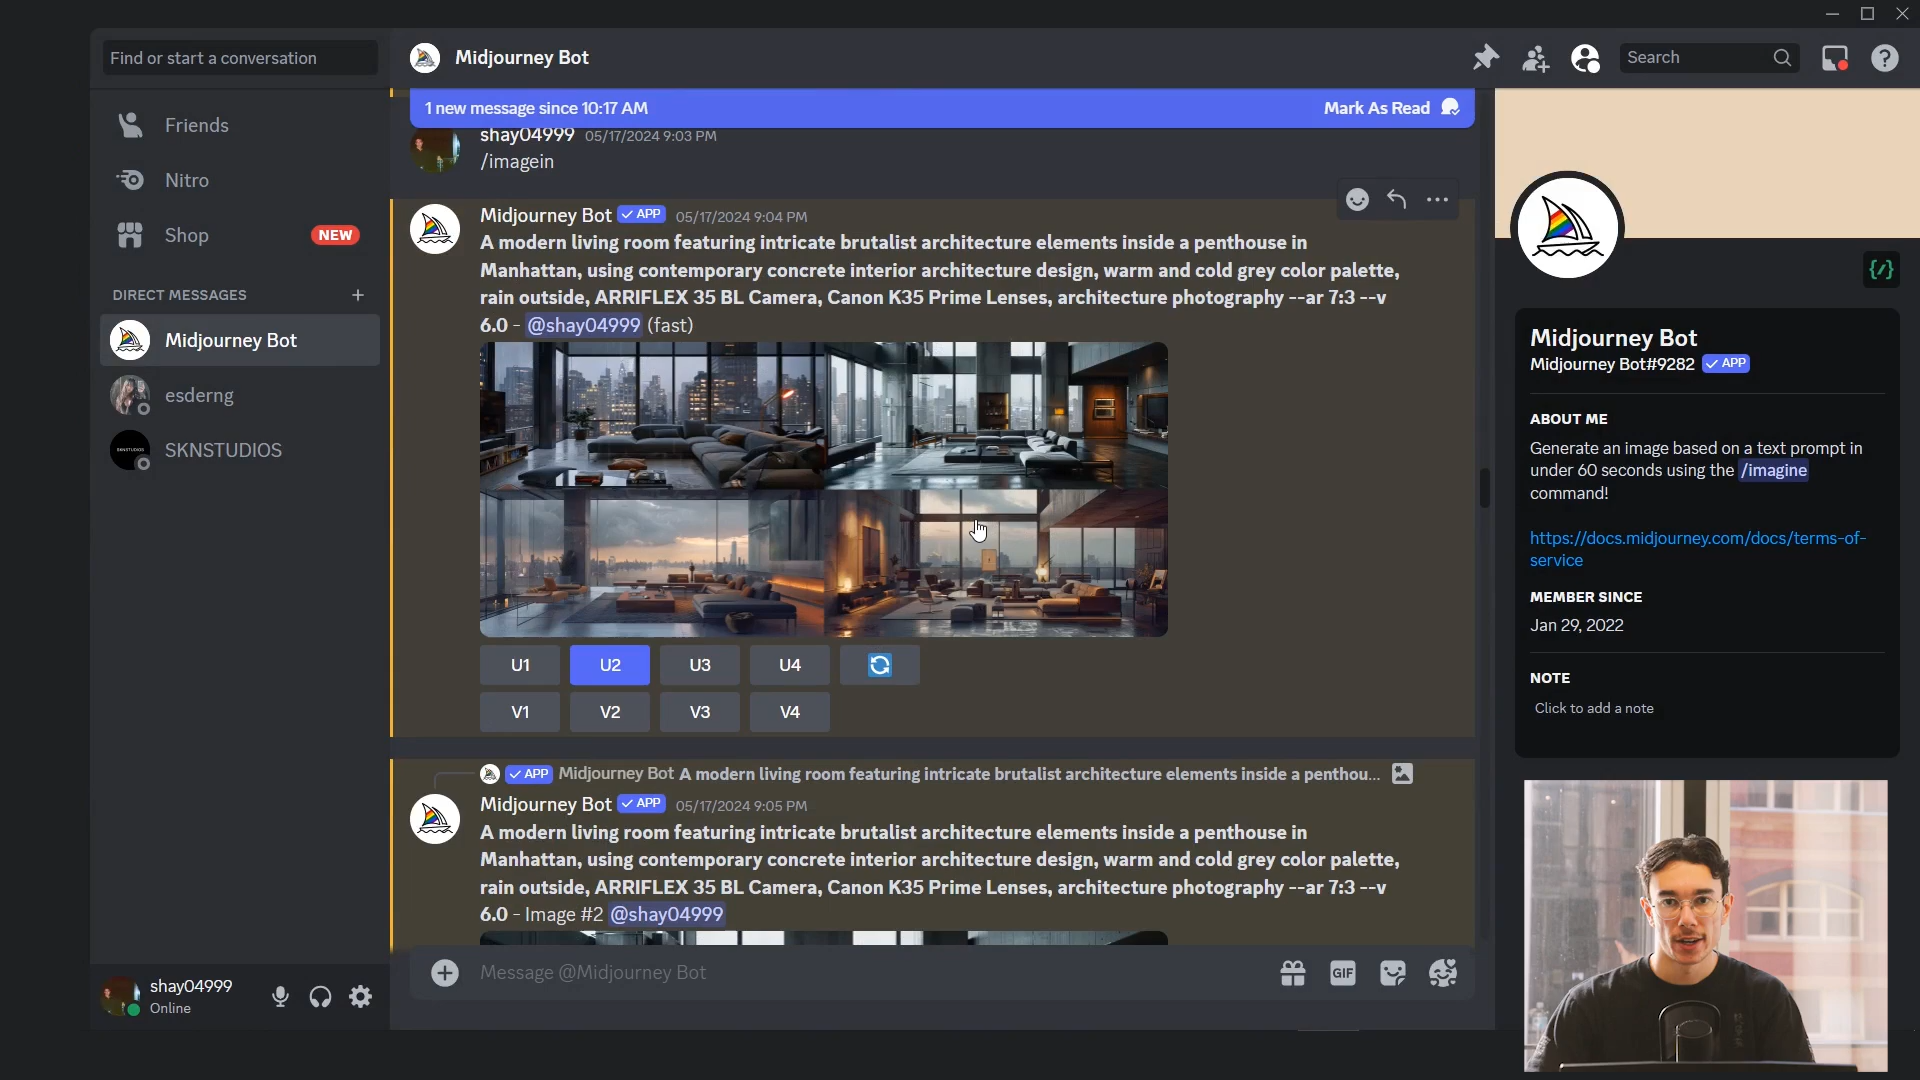 Find or start a conversation
Midjourney Bot
Search
Friends
Nitro
Shop
NEW
DIRECT MESSAGES
Midjourney Bot
esderng
SKNSTUDIOS
shay04999
Online
1 new message since 10:17 AM
Mark As Read
shay04999 05/17/2024 9:03 PM
/imagein
Midjourney Bot APP 05/17/2024 9:04 PM
A modern living room featuring intricate brutalist architecture elements inside a penthouse in
Manhattan, using contemporary concrete interior architecture design, warm and cold grey color palette,
rain outside, ARRIFLEX 35 BL Camera, Canon K35 Prime Lenses, architecture photography --ar 7:3 --v
6.0 - @shay04999 (fast)
U1 U2 U3 U4
V1 V2 V3 V4
APP Midjourney Bot A modern living room featuring intricate brutalist architecture elements inside a penthou...
Midjourney Bot APP 05/17/2024 9:05 PM
A modern living room featuring intricate brutalist architecture elements inside a penthouse in
Manhattan, using contemporary concrete interior architecture design, warm and cold grey color palette,
rain outside, ARRIFLEX 35 BL Camera, Canon K35 Prime Lenses, architecture photography --ar 7:3 --v
6.0 - Image #2 @shay04999
Message @Midjourney Bot
GIF
Midjourney Bot
Midjourney Bot#9282 APP
ABOUT ME
Generate an image based on a text prompt in
under 60 seconds using the /imagine
command!
https://docs.midjourney.com/docs/terms-of-
service
MEMBER SINCE
Jan 29, 2022
NOTE
Click to add a note